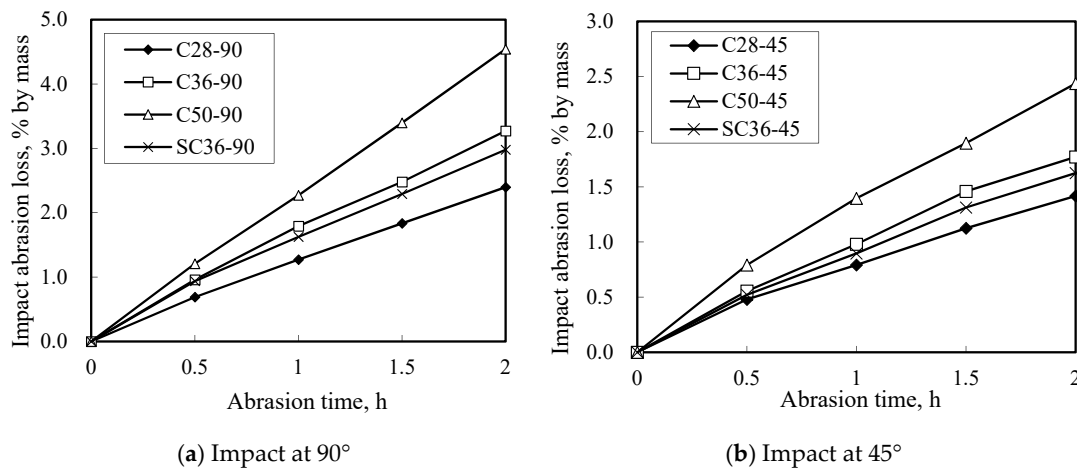 5.0
4.0
3.0
2.0
1.0
0.0
Impact abrasion loss, % by mass
C28-90
C36-90
C50-90
SC36-90
0 0.5 1 1.5 2
Abrasion time, h
(a) Impact at 90°
3.0
2.5
2.0
1.5
1.0
0.5
0.0
Impact abrasion loss, % by mass
C28-45
C36-45
C50-45
SC36-45
0 0.5 1 1.5 2
Abrasion time, h
(b) Impact at 45°